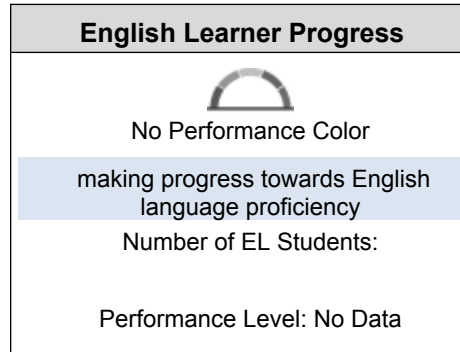 English Learner Progress
No Performance Color
making progress towards English
language proficiency
Number of EL Students:
Performance Level: No Data